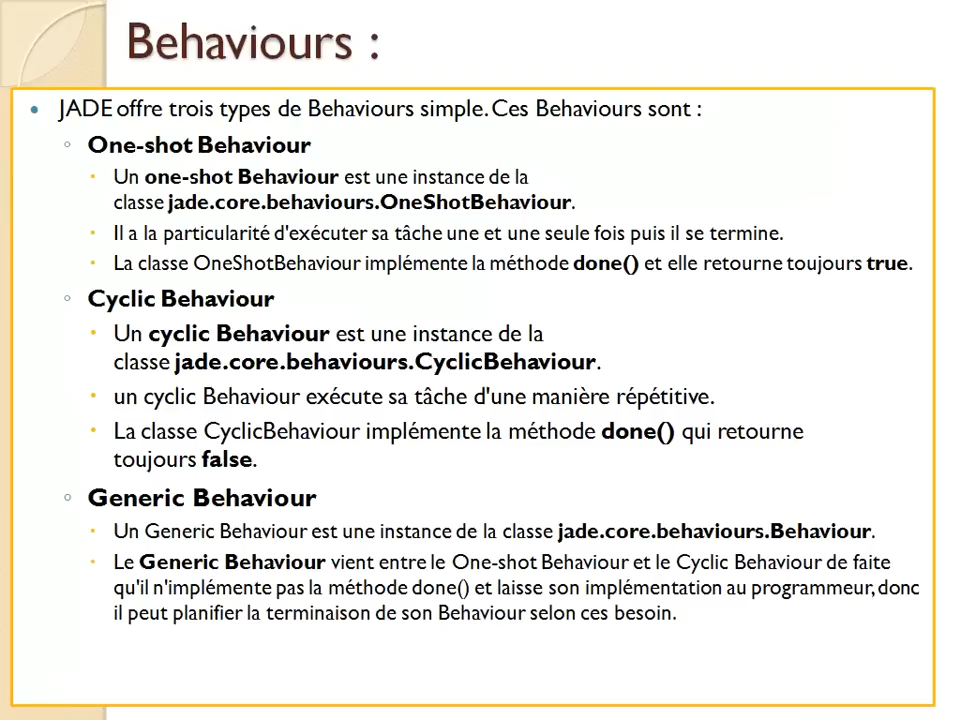 Behaviours :
JADE offre trois types de Behaviours simple. Ces Behaviours sont :
One-shot Behaviour
Un one-shot Behaviour est une instance de la
classe jade.core.behaviours.OneShotBehaviour.
Il a la particularité d'exécuter sa tâche une et une seule fois puis il se termine.
La classe OneShotBehaviour implémente la méthode done() et elle retourne toujours true.
Cyclic Behaviour
Un cyclic Behaviour est une instance de la
classe jade.core.behaviours.CyclicBehaviour.
un cyclic Behaviour exécute sa tâche d'une manière répétitive.
La classe CyclicBehaviour implémente la méthode done() qui retourne
toujours false.
Generic Behaviour
Un Generic Behaviour est une instance de la classe jade.core.behaviours.Behaviour.
Le Generic Behaviour vient entre le One-shot Behaviour et le Cyclic Behaviour de faite
qu'il n'implémente pas la méthode done() et laisse son implémentation au programmeur, donc
il peut planifier la terminaison de son Behaviour selon ces besoin.